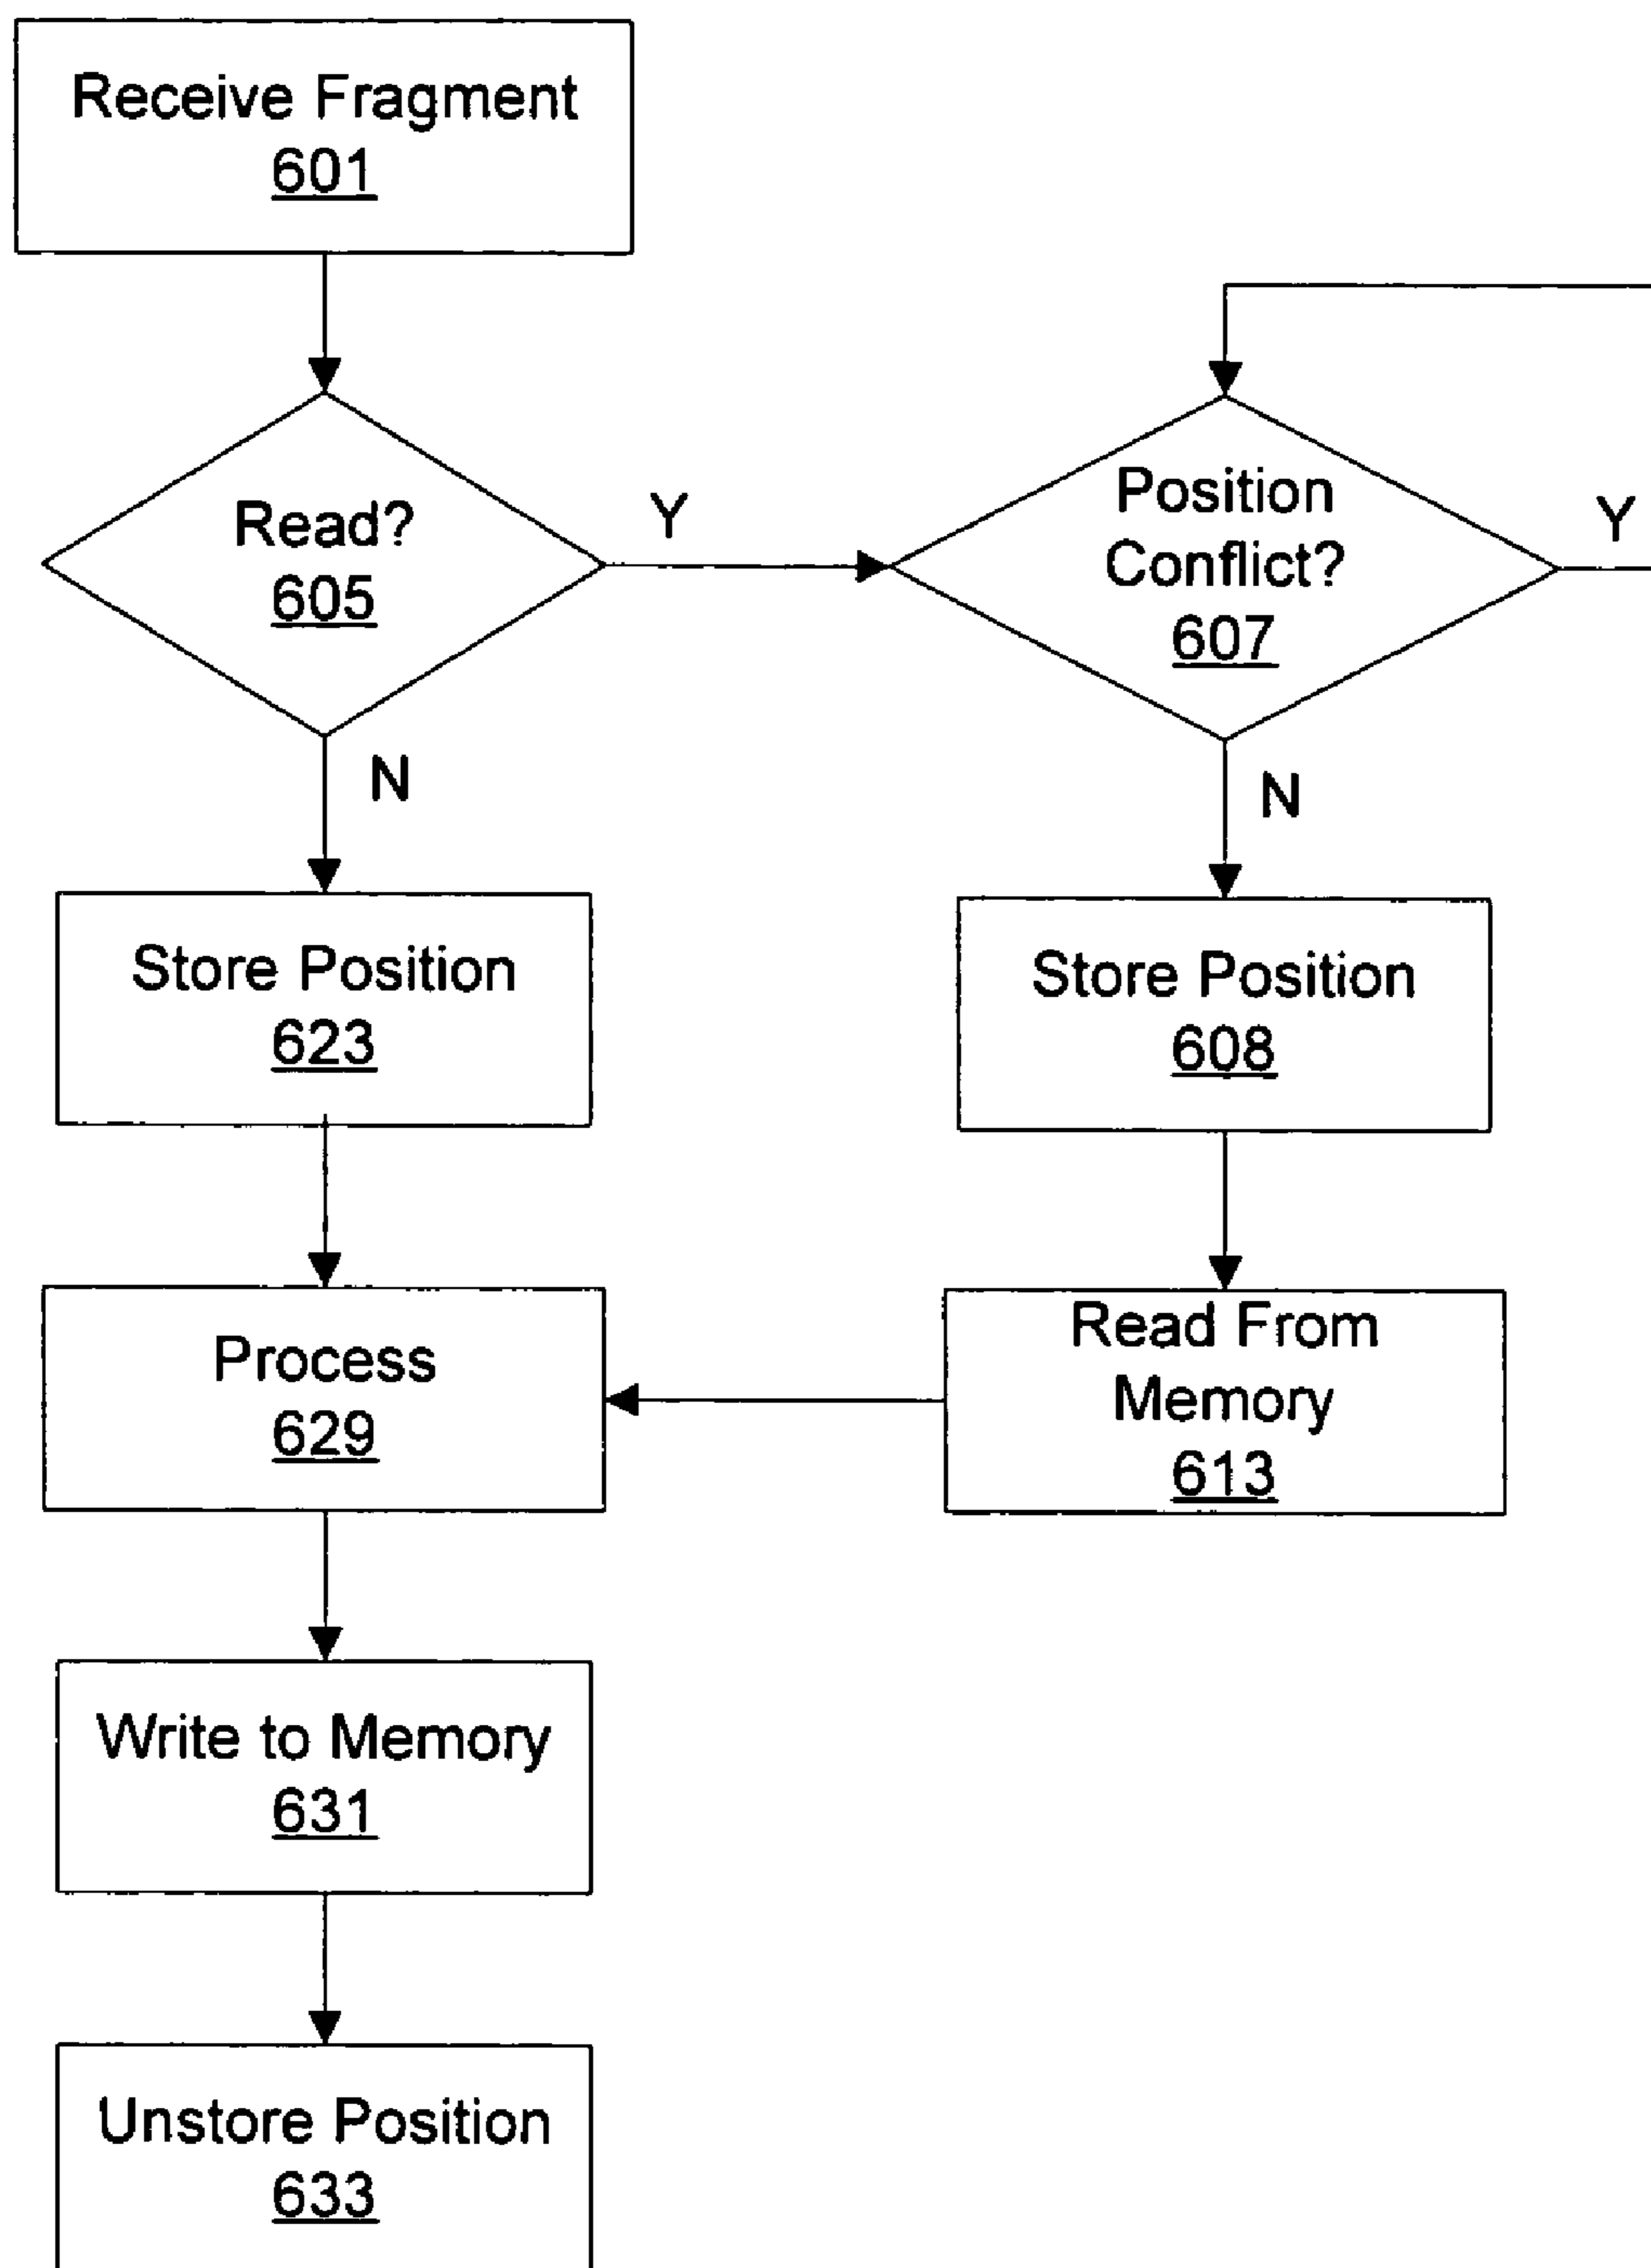 Receive Fragment
601
Read?
605
Y
Position
Conflict?
607
Y
N
N
Store Position
623
Store Position
608
Process
629
Read From
Memory
613
Write to Memory
631
Unstore Position
633